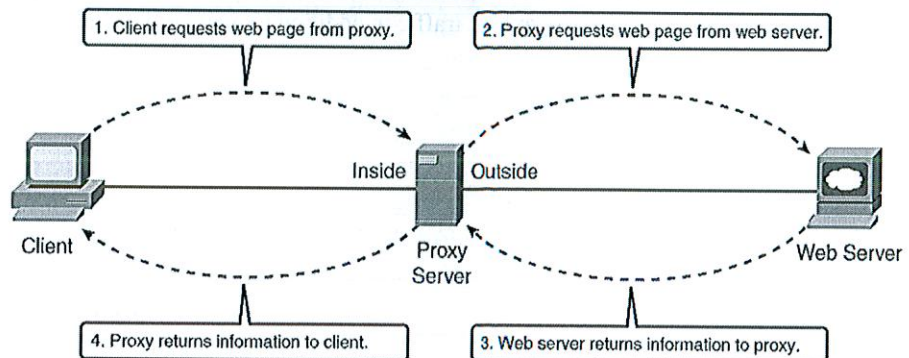 1. Client requests web page from proxy.
2. Proxy requests web page from web server.
Inside
Outside
Client
Proxy
Server
Web Server
4. Proxy returns information to client.
3. Web server returns information to proxy.